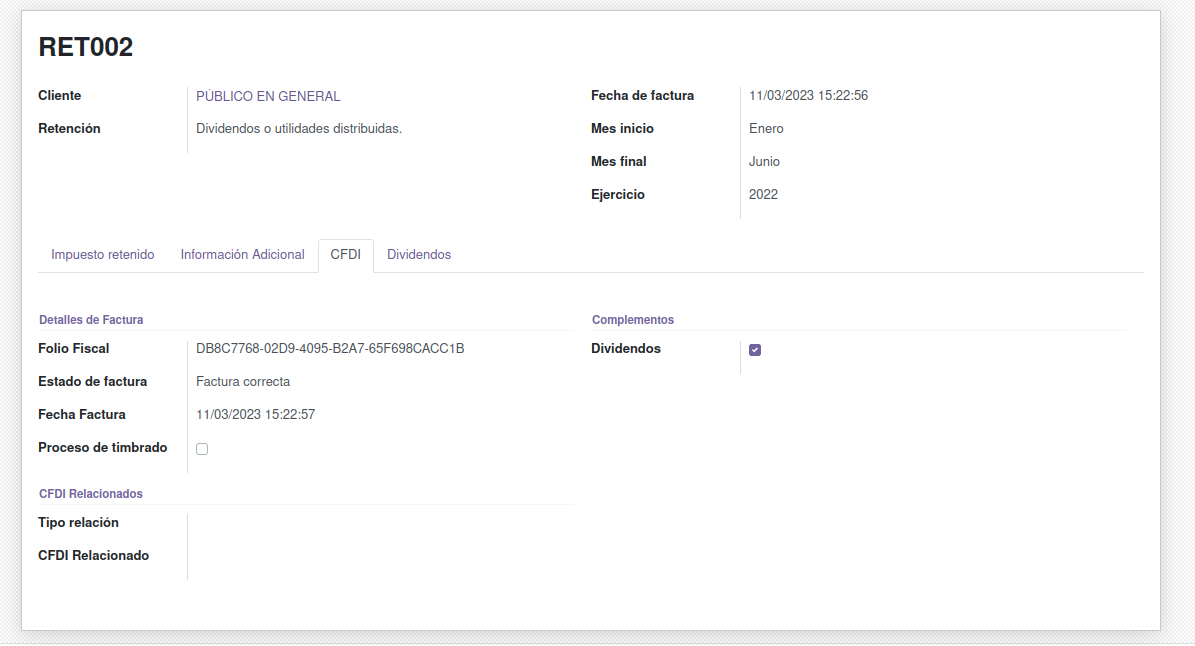 RET002
Cliente PÚBLICO EN GENERAL
Retención Dividendos o utilidades distribuidas.
Fecha de factura 11/03/2023 15:22:56
Mes inicio Enero
Mes final Junio
Ejercicio 2022
Impuesto retenido Información Adicional CFDI Dividendos
Detalles de Factura
Folio Fiscal DB8C7768-02D9-4095-B2A7-65F698CACC1B
Estado de factura Factura correcta
Fecha Factura 11/03/2023 15:22:57
Proceso de timbrado
CFDI Relacionados
Tipo relación
CFDI Relacionado
Complementos
Dividendos